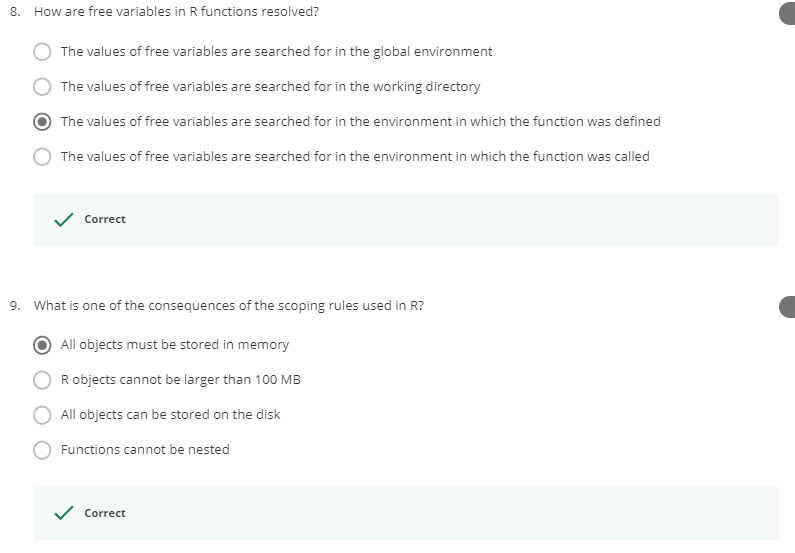 8. How are free variables in R functions resolved?
The values of free variables are searched for in the global environment
The values of free variables are searched for in the working directory
The values of free variables are searched for in the environment in which the function was defined
The values of free variables are searched for in the environment in which the function was called
Correct
9. What is one of the consequences of the scoping rules used in R?
All objects must be stored in memory
R objects cannot be larger than 100 MB
All objects can be stored on the disk
Functions cannot be nested
Correct